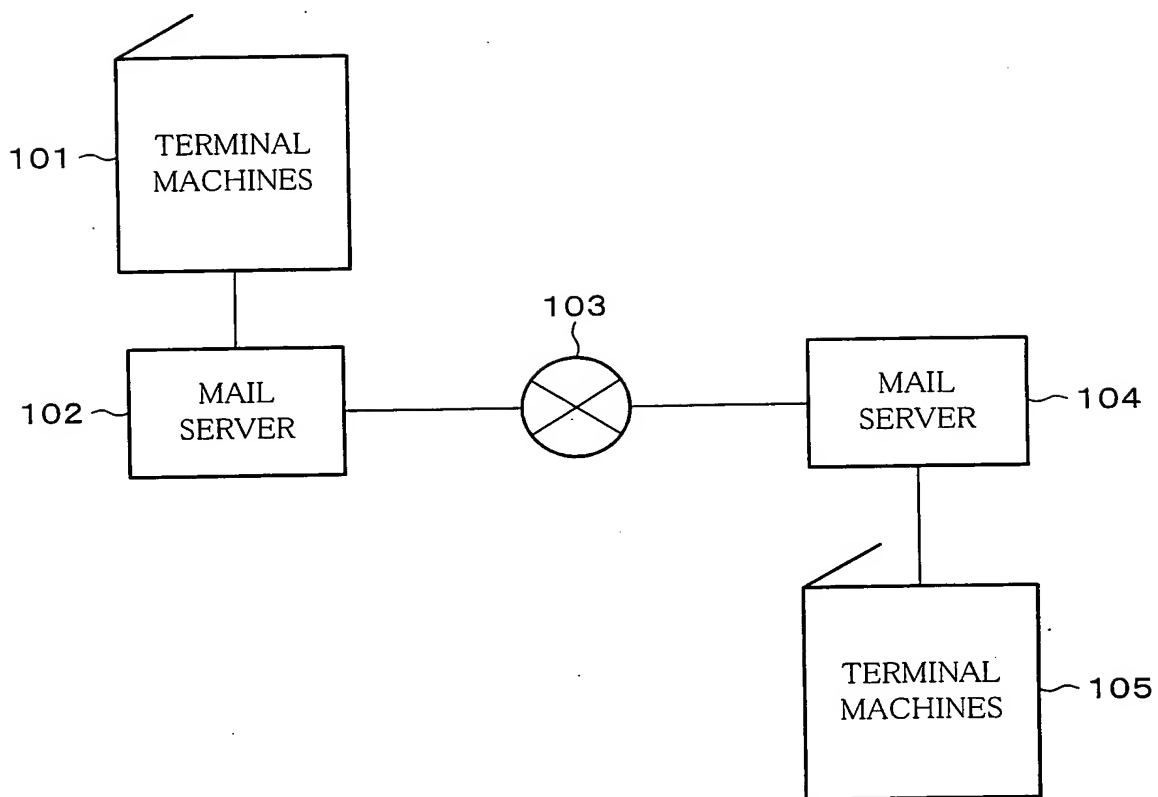 101
TERMINAL
MACHINES
103
102
MAIL
SERVER
MAIL
SERVER
104
TERMINAL
MACHINES
105